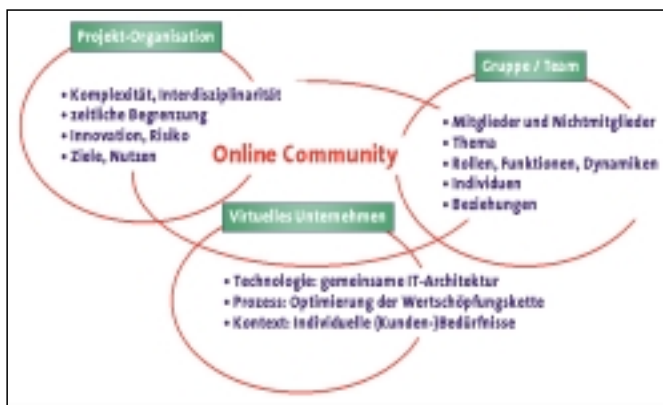 Projekt-Organisation
• Komplexität, Interdisziplinarität
• zeitliche Begrenzung
• Innovation, Risiko
• Ziele, Nutzen
Gruppe / Team
• Mitglieder und Nichtmitglieder
• Thema
• Rollen, Funktionen, Dynamiken
• Individuen
• Beziehungen
Online Community
Virtuelles Unternehmen
• Technologie: gemeinsame IT-Architektur
• Prozess: Optimierung der Wertschöpfungskette
• Kontext: Individuelle (Kunden-)Bedürfnisse